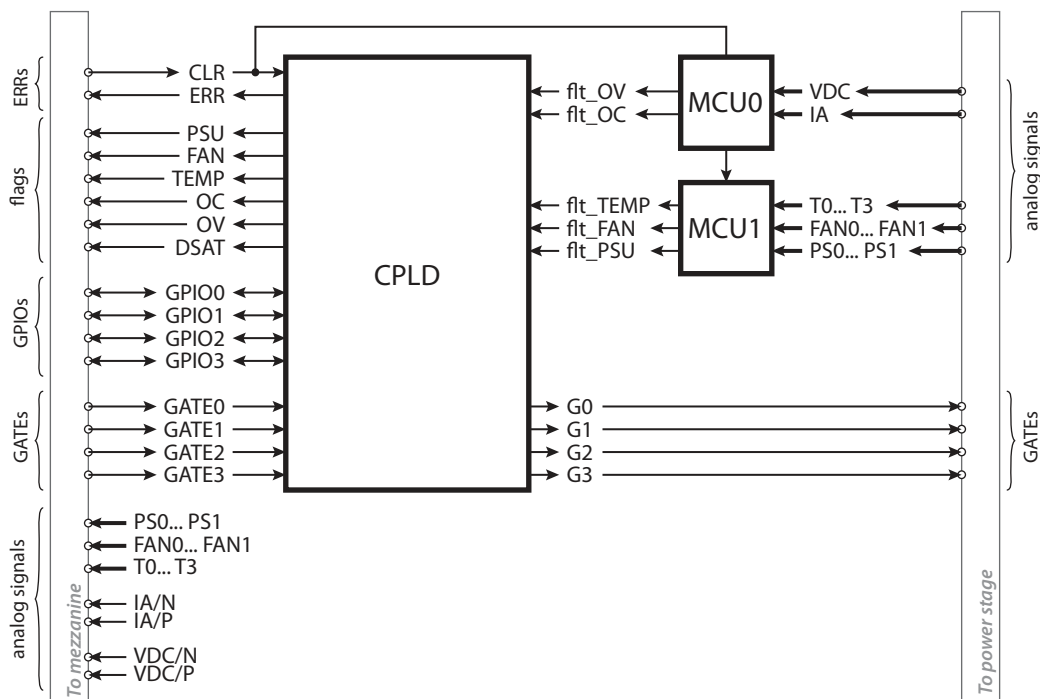 ERRs
CLR
ERR
flags
PSU
FAN
TEMP
OC
OV
DSAT
GPIOs
GPIO0
GPIO1
GPIO2
GPIO3
GATEs
GATE0
GATE1
GATE2
GATE3
analog signals
PS0... PS1
FAN0... FAN1
T0... T3
IA/N
IA/P
VDC/N
VDC/P
To mezzanine
CPLD
flt_OV
flt_OC
MCU0
VDC
IA
flt_TEMP
flt_FAN
flt_PSU
MCU1
T0... T3
FAN0... FAN1
PS0... PS1
analog signals
G0
G1
G2
G3
GATEs
To power stage